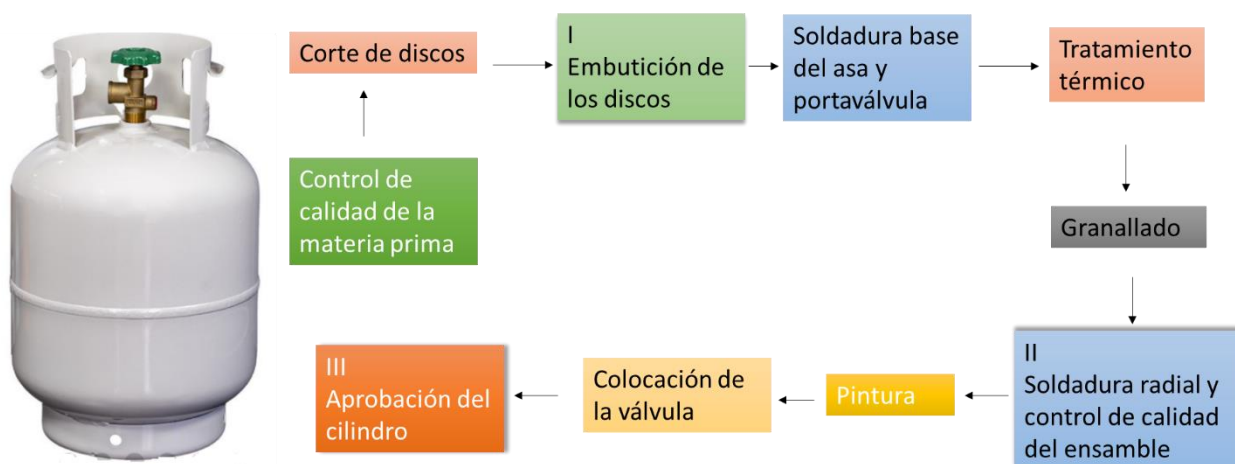 Control de
calidad de la
materia prima
Corte de discos
I
Embutición de
los discos
Soldadura base
del asa y
portaválvula
Tratamiento
térmico
Granallado
II
Soldadura radial y
control de calidad
del ensamble
Pintura
Colocación de
la válvula
III
Aprobación del
cilindro